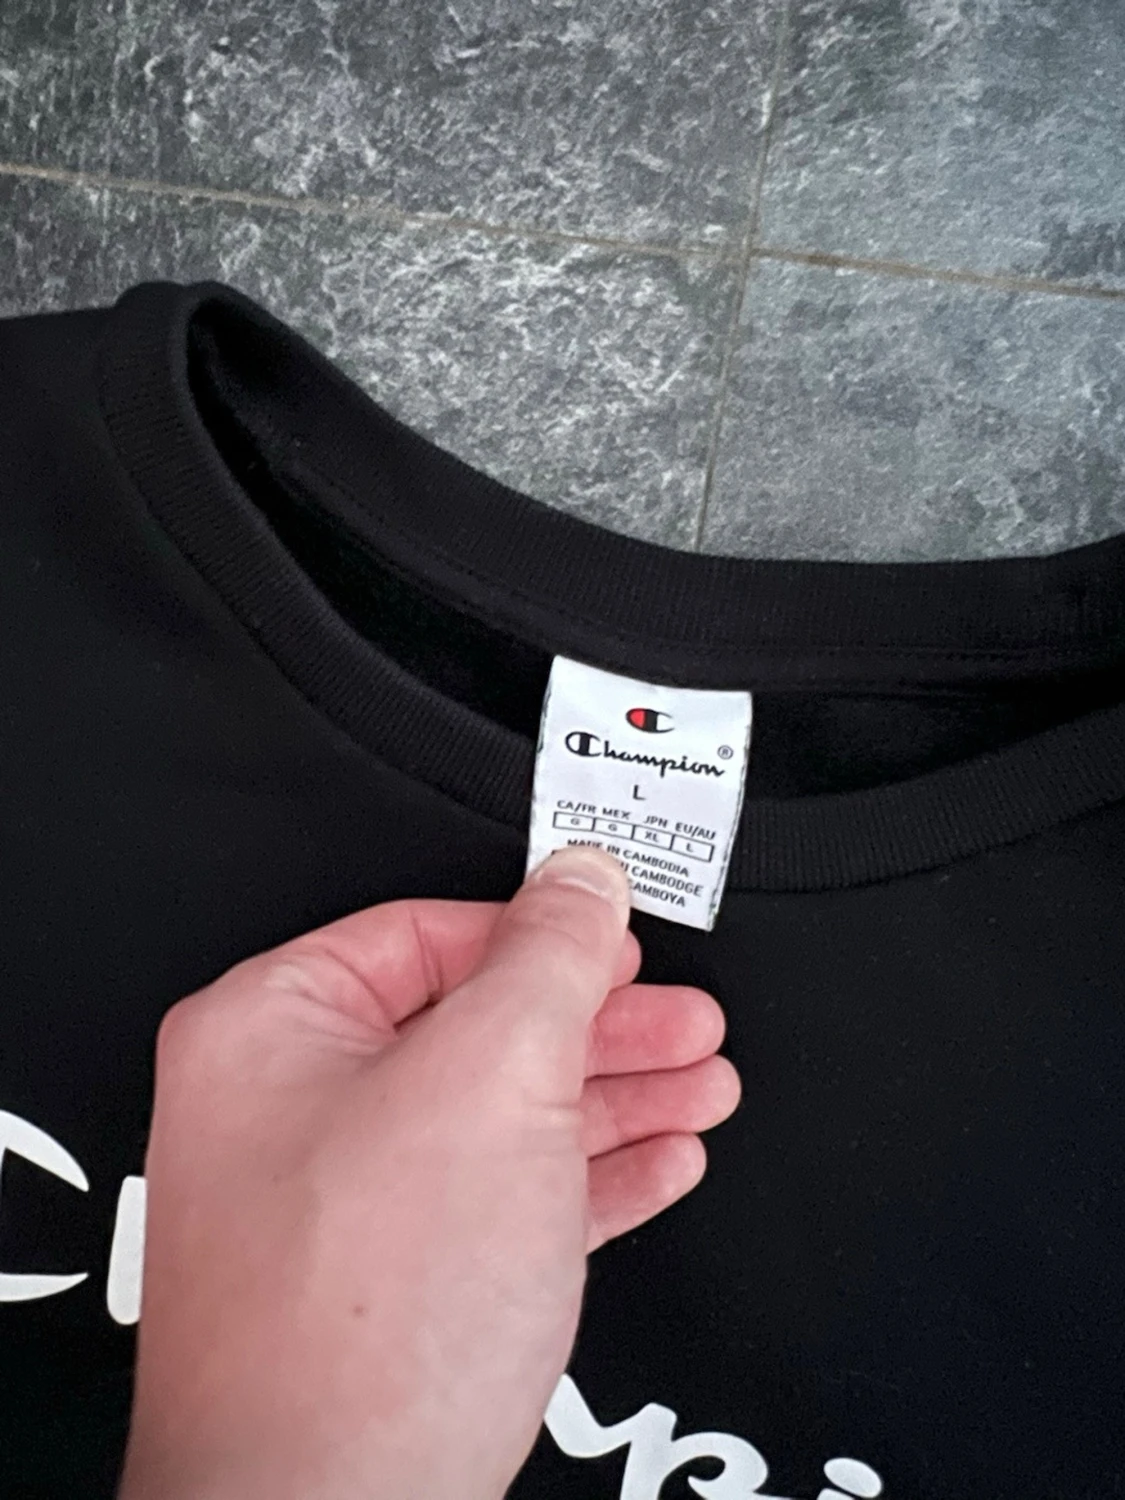 Champion®
L
CA/FR MEX JPN EU/AU
G G XL L
MADE IN CAMBODIA
CAMBODGE
CAMBOYA